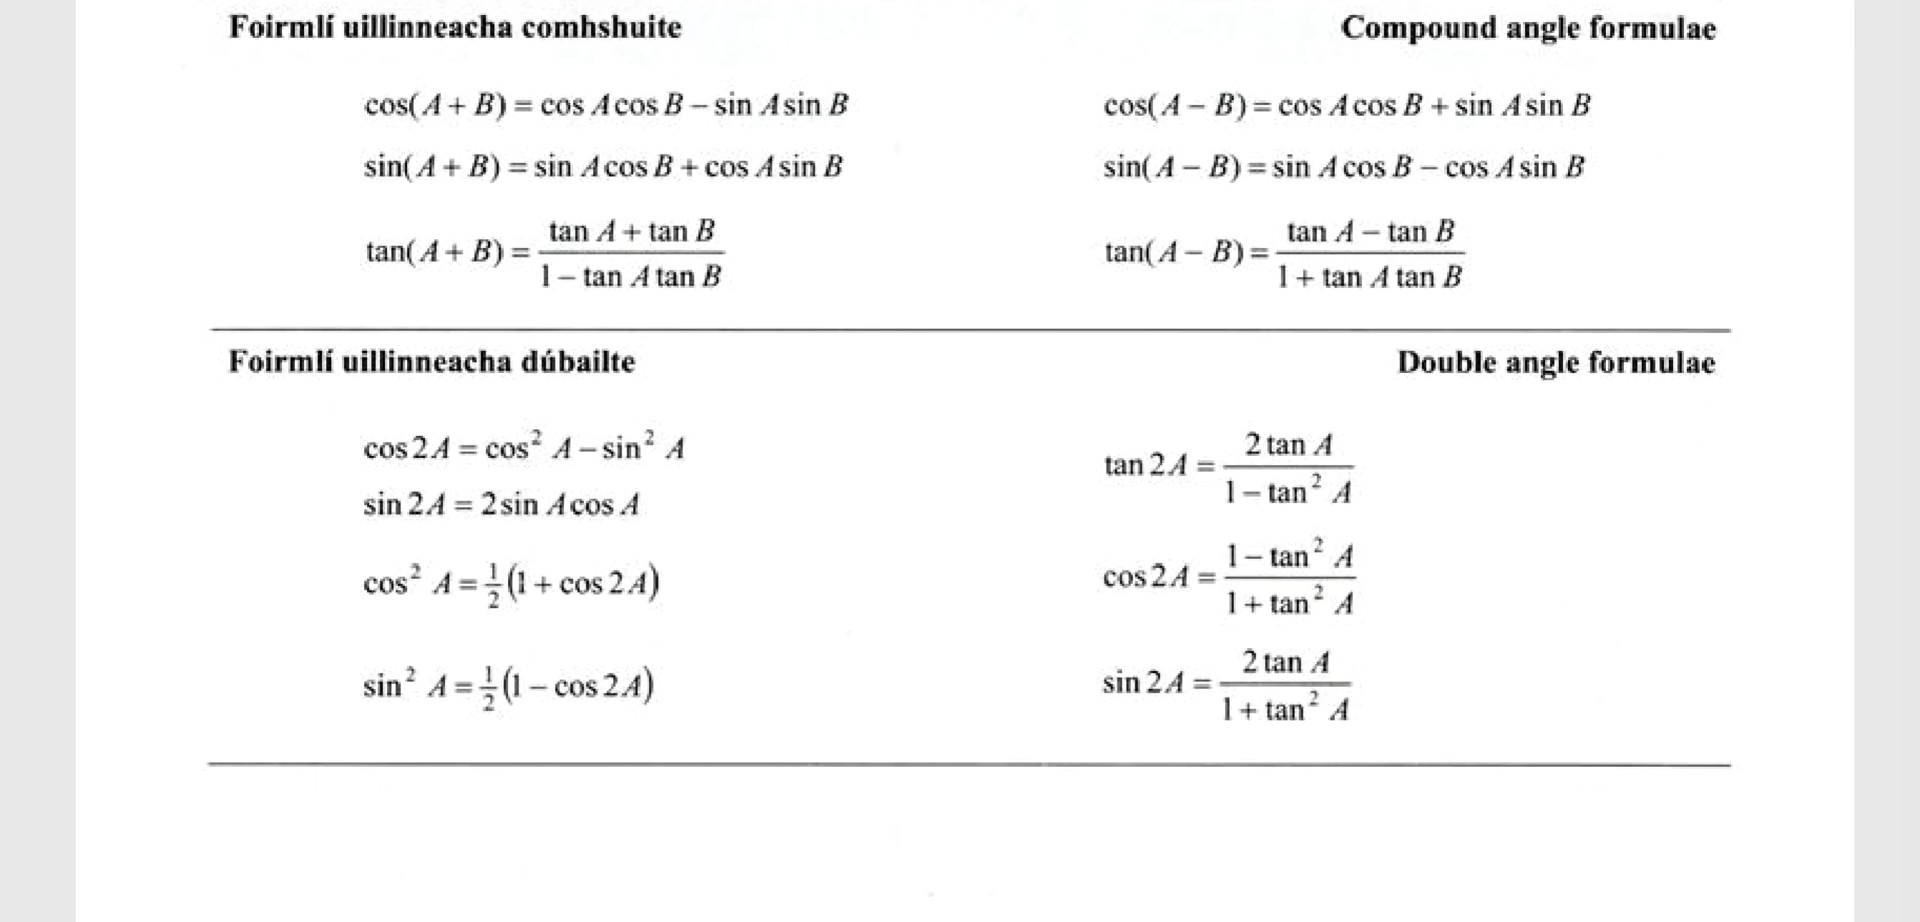 Foirmlí uillinneacha comhshuite Compound angle formulae
cos(A + B) = cos A cos B – sin A sin B cos(A – B) = cos A cos B + sin A sin B
sin(A + B) = sin A cos B + cos A sin B sin(A – B) = sin A cos B – cos A sin B
tan(A + B) = (tan A + tan B)/(1 – tan A tan B) tan(A – B) = (tan A – tan B)/(1 + tan A tan B)
Foirmlí uillinneacha dúbailte Double angle formulae
cos 2A = cos² A – sin² A
tan 2A = (2 tan A)/(1 – tan² A)
sin 2A = 2 sin A cos A
cos² A = ½(1 + cos 2A) cos 2A = (1 – tan² A)/(1 + tan² A)
sin² A = ½(1 – cos 2A) sin 2A = (2 tan A)/(1 + tan² A)